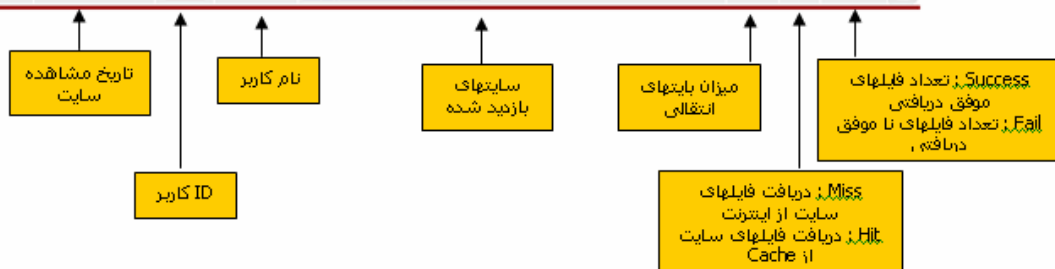 تاریخ مشاهده
سایت
ID کاربر
نام کاربر
سایتهای
بازدید شده
میزان بایتهای
انتقالی
Miss : دریافت فایلهای
سایت از اینترنت
Hit : دریافت فایلهای سایت
از Cache
Success : تعداد فایلهای
موفق دریافتی
Fail : تعداد فایلهای نا موفق
دریافتی